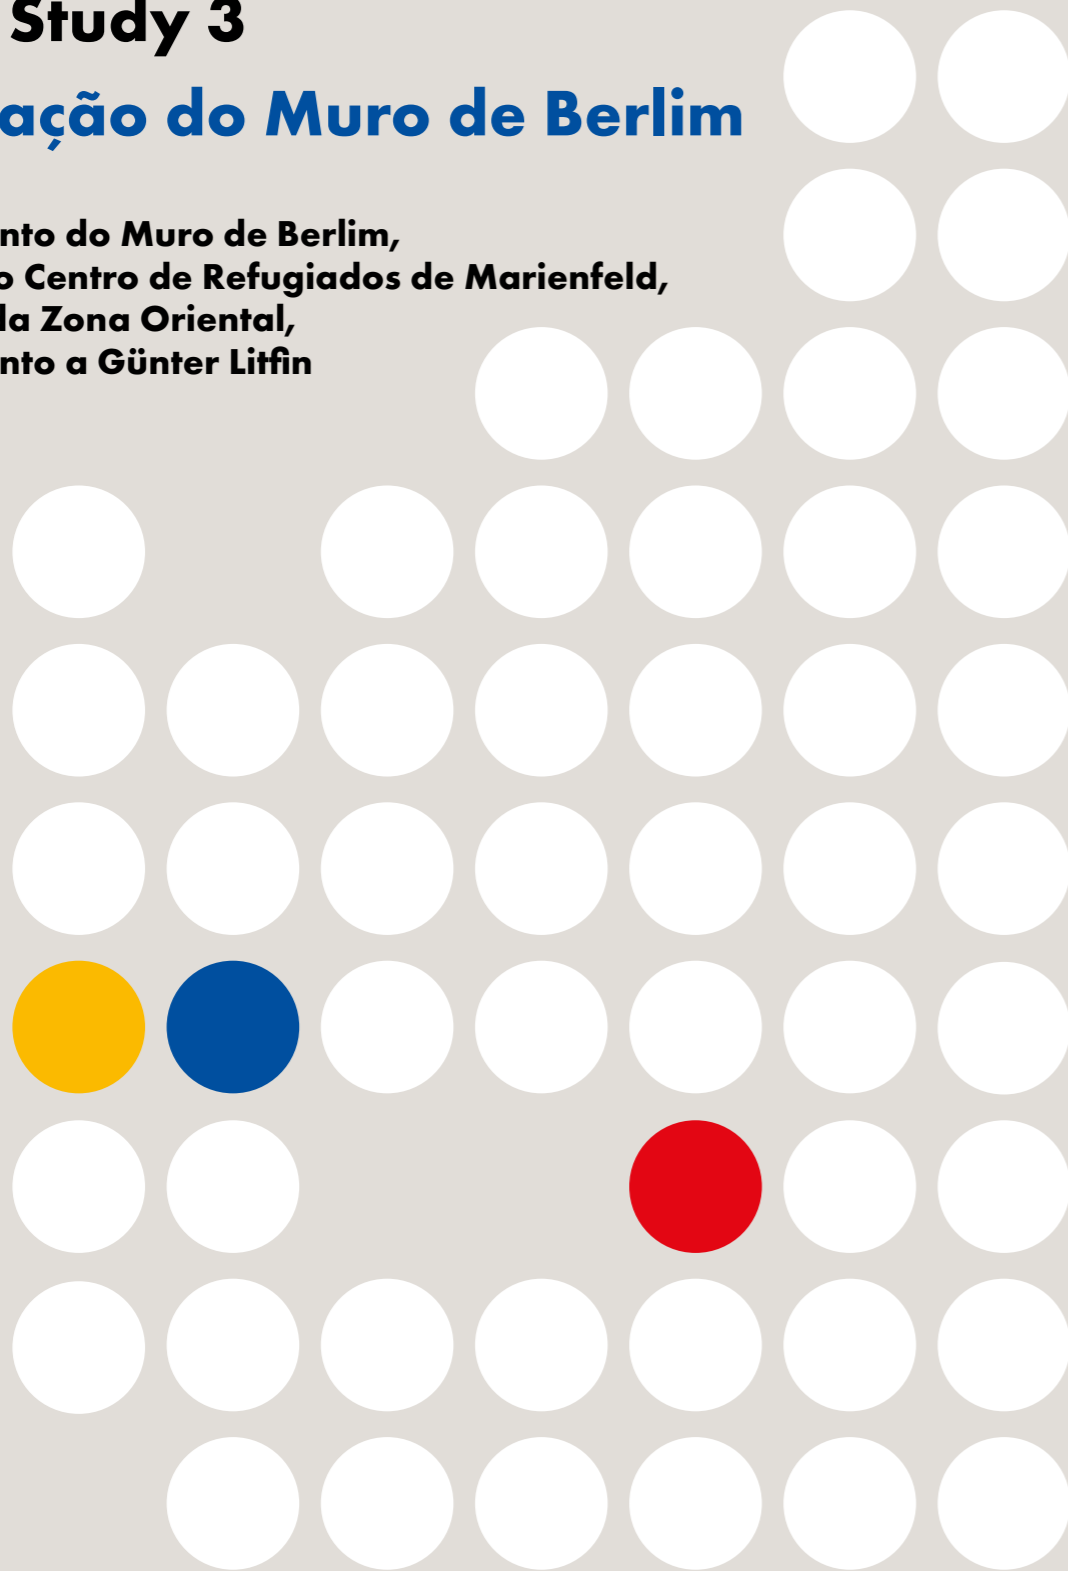 Study 3
ação do Muro de Berlim
nto do Muro de Berlim,
o Centro de Refugiados de Marienfeld,
la Zona Oriental,
nto a Günter Litfin